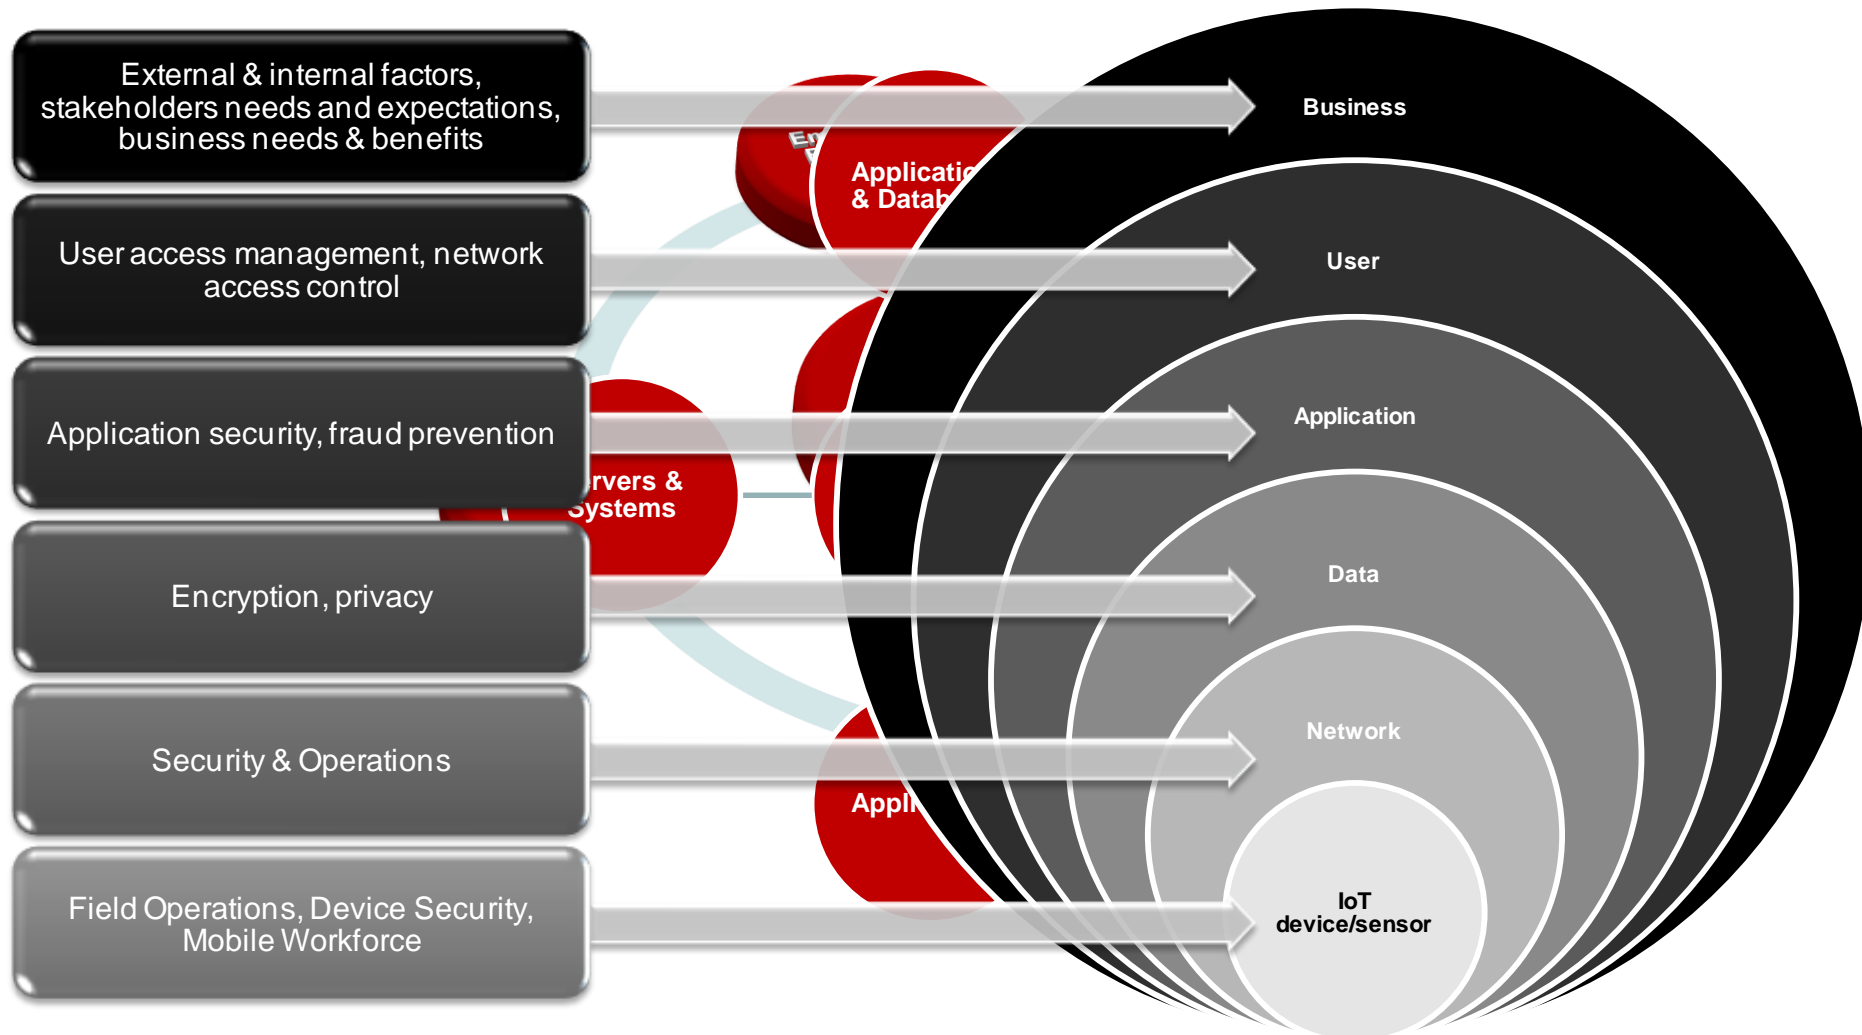 External & internal factors,
stakeholders needs and expectations,
business needs & benefits
Business
Applicatio
& Datab
User access management, network
access control
User
Application security, fraud prevention
Application
rvers &
Systems
Encryption, privacy
Data
Security & Operations
Network
Appli
Field Operations, Device Security,
Mobile Workforce
IoT
device/sensor